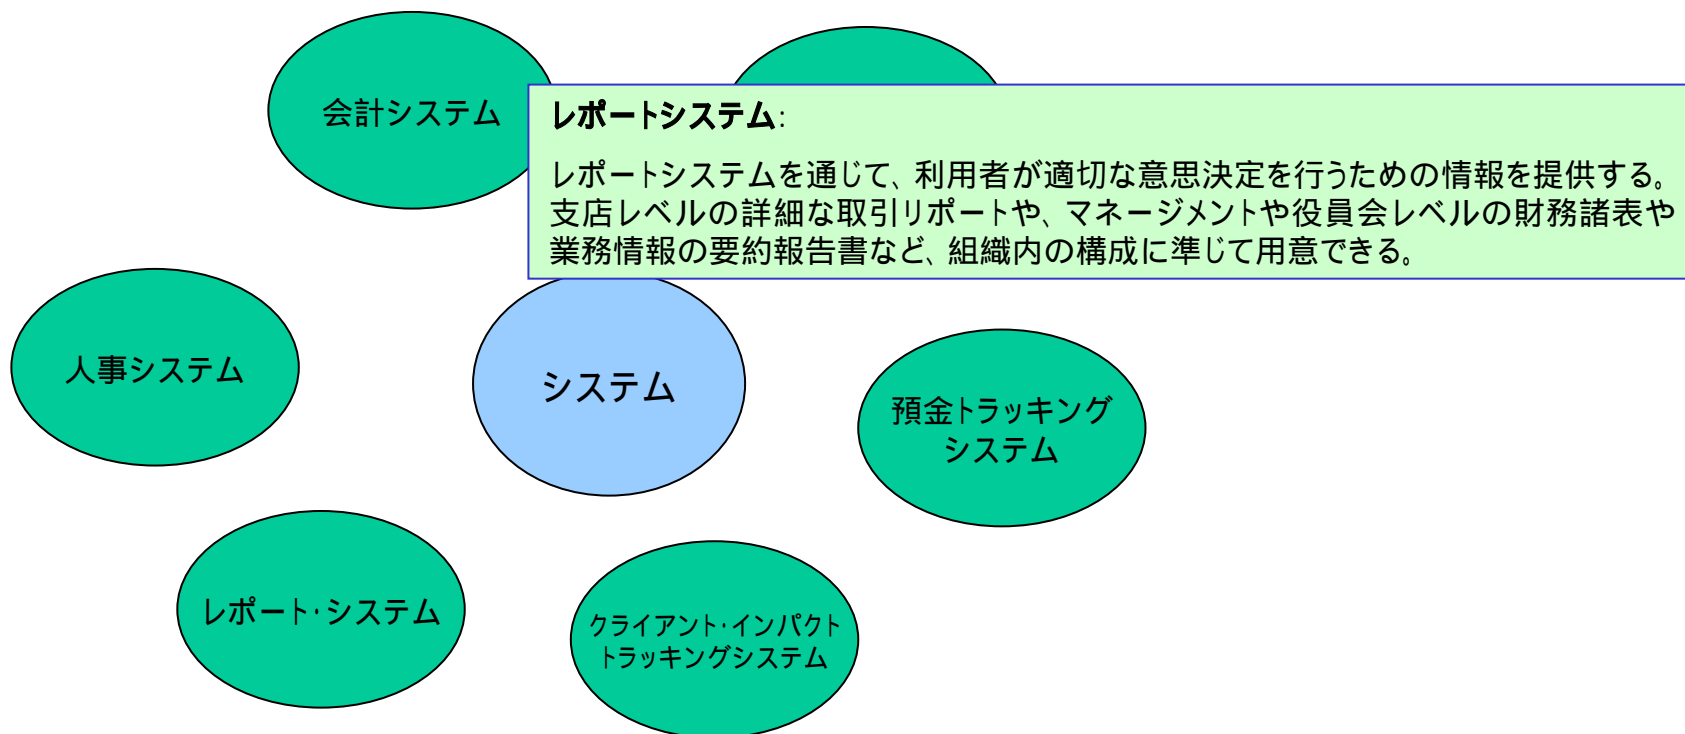 会計システム
レポートシステム:
レポートシステムを通じて、利用者が適切な意思決定を行うための情報を提供する。
支店レベルの詳細な取引リポートや、マネージメントや役員会レベルの財務諸表や
業務情報の要約報告書など、組織内の構成に準じて用意できる。
人事システム
システム
預金トラッキング
システム
レポート・システム
クライアント・インパクト
トラッキングシステム